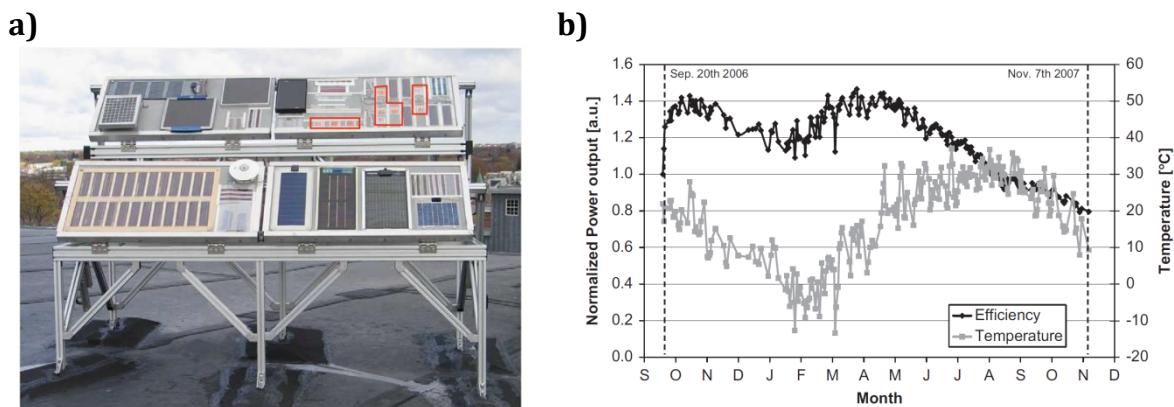 a)
b)
Sep. 20th 2006
Nov. 7th 2007
Normalized Power output [a.u.]
1.6
1.4
1.2
1.0
0.8
0.6
0.4
0.2
0.0
60
50
40
30
20
10
0
-10
-20
Temperature [°C]
Efficiency
Temperature
S O N D J F M A M J J A S O N D
Month